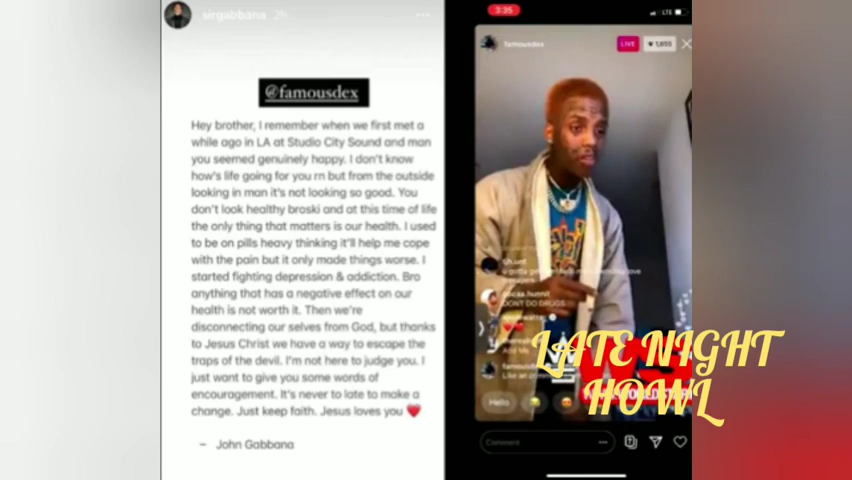 sirgabbana 2h
@famousdex
Hey brother, I remember when we first met a
while ago in LA at Studio City Sound and man
you seemed genuinely happy. I don't know
how's life going for you rn but from the outside
looking in man it's not looking so good. You
don't look healthy broski and at this time of life
the only thing that matters is our health. I used
to be on pills heavy thinking it'll help me cope
with the pain but it only made things worse. I
started fighting depression & addiction. Bro
anything that has a negative effect on our
health is not worth it. Then we're
disconnecting our selves from God, but thanks
to Jesus Christ we have a way to escape the
traps of the devil. I'm not here to judge you. I
just want to give you some words of
encouragement. It's never to late to make a
change. Just keep faith. Jesus loves you ❤️
– John Gabbana
3:35
LTE
famousdex
LIVE
1,655
DONT DO DRUGS
Hello
Comment
LATE NIGHT
HOWL